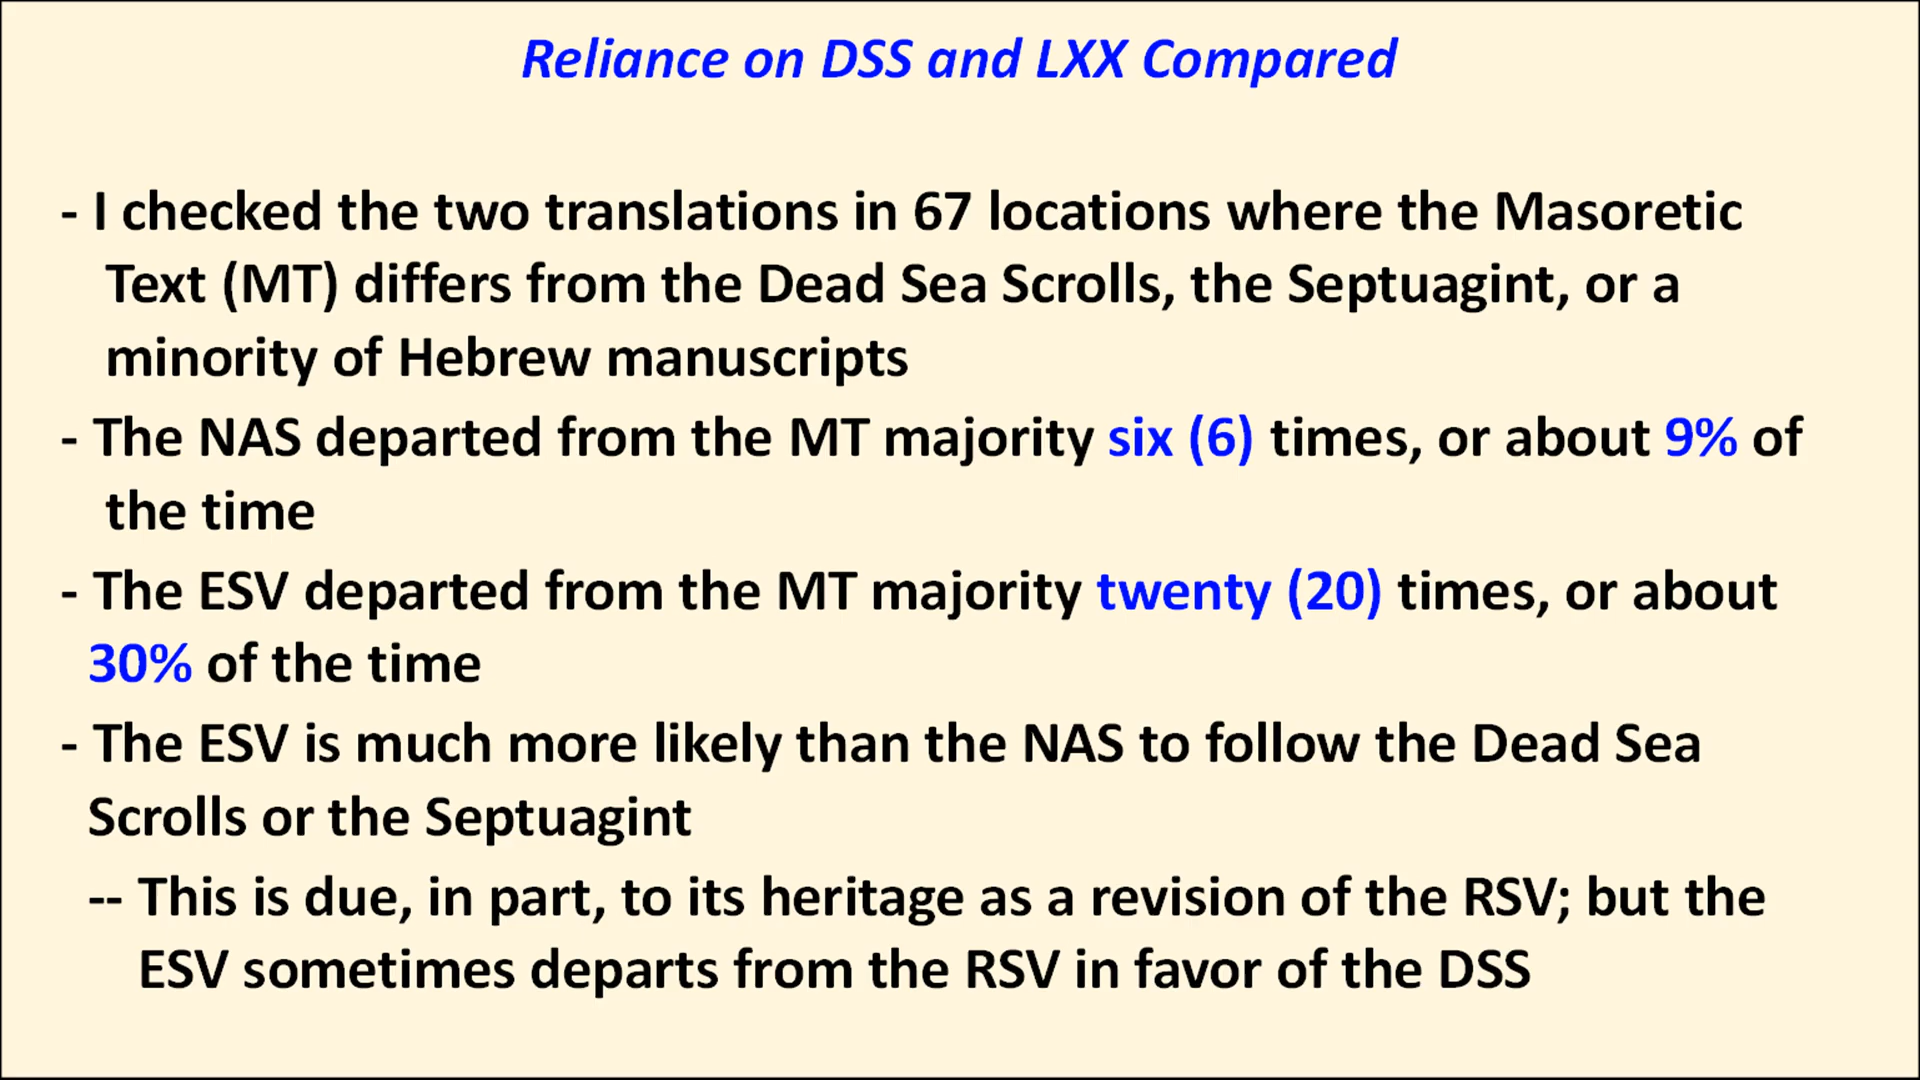 Reliance on DSS and LXX Compared
- I checked the two translations in 67 locations where the Masoretic
Text (MT) differs from the Dead Sea Scrolls, the Septuagint, or a
minority of Hebrew manuscripts
- The NAS departed from the MT majority six (6) times, or about 9% of
the time
- The ESV departed from the MT majority twenty (20) times, or about
30% of the time
- The ESV is much more likely than the NAS to follow the Dead Sea
Scrolls or the Septuagint
-- This is due, in part, to its heritage as a revision of the RSV; but the
ESV sometimes departs from the RSV in favor of the DSS